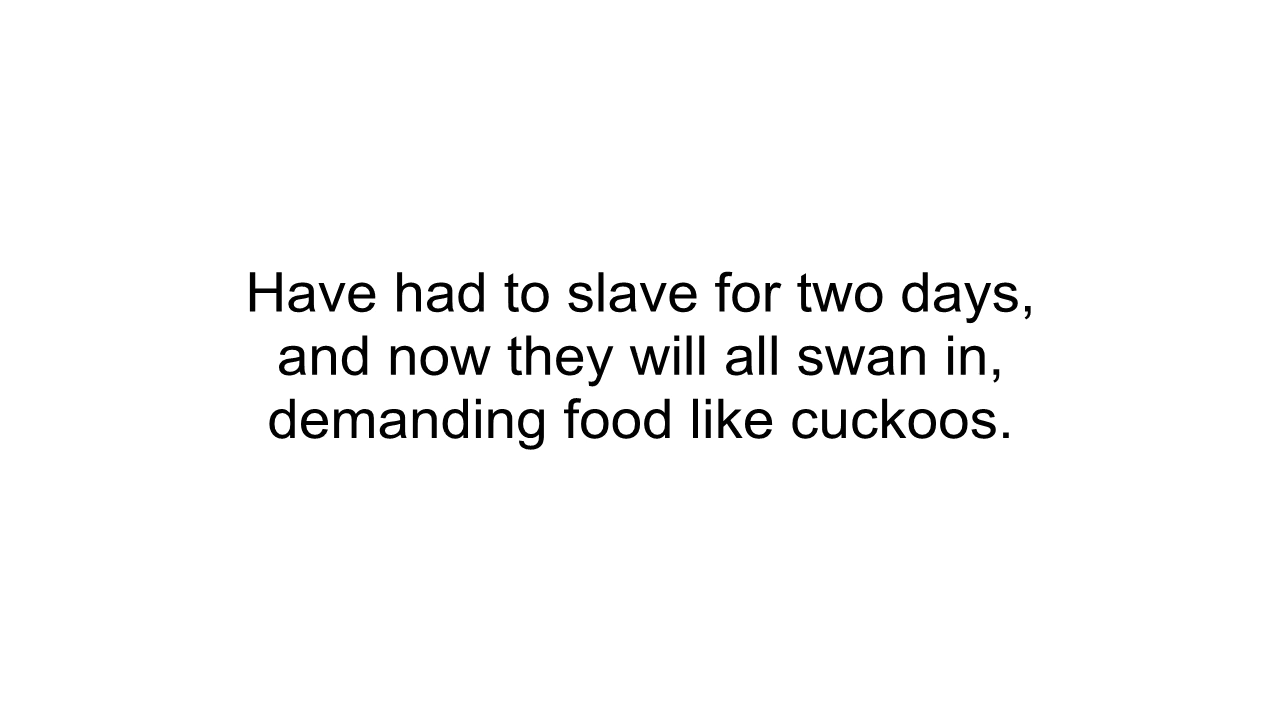 Have had to slave for two days,
and now they will all swan in,
demanding food like cuckoos.